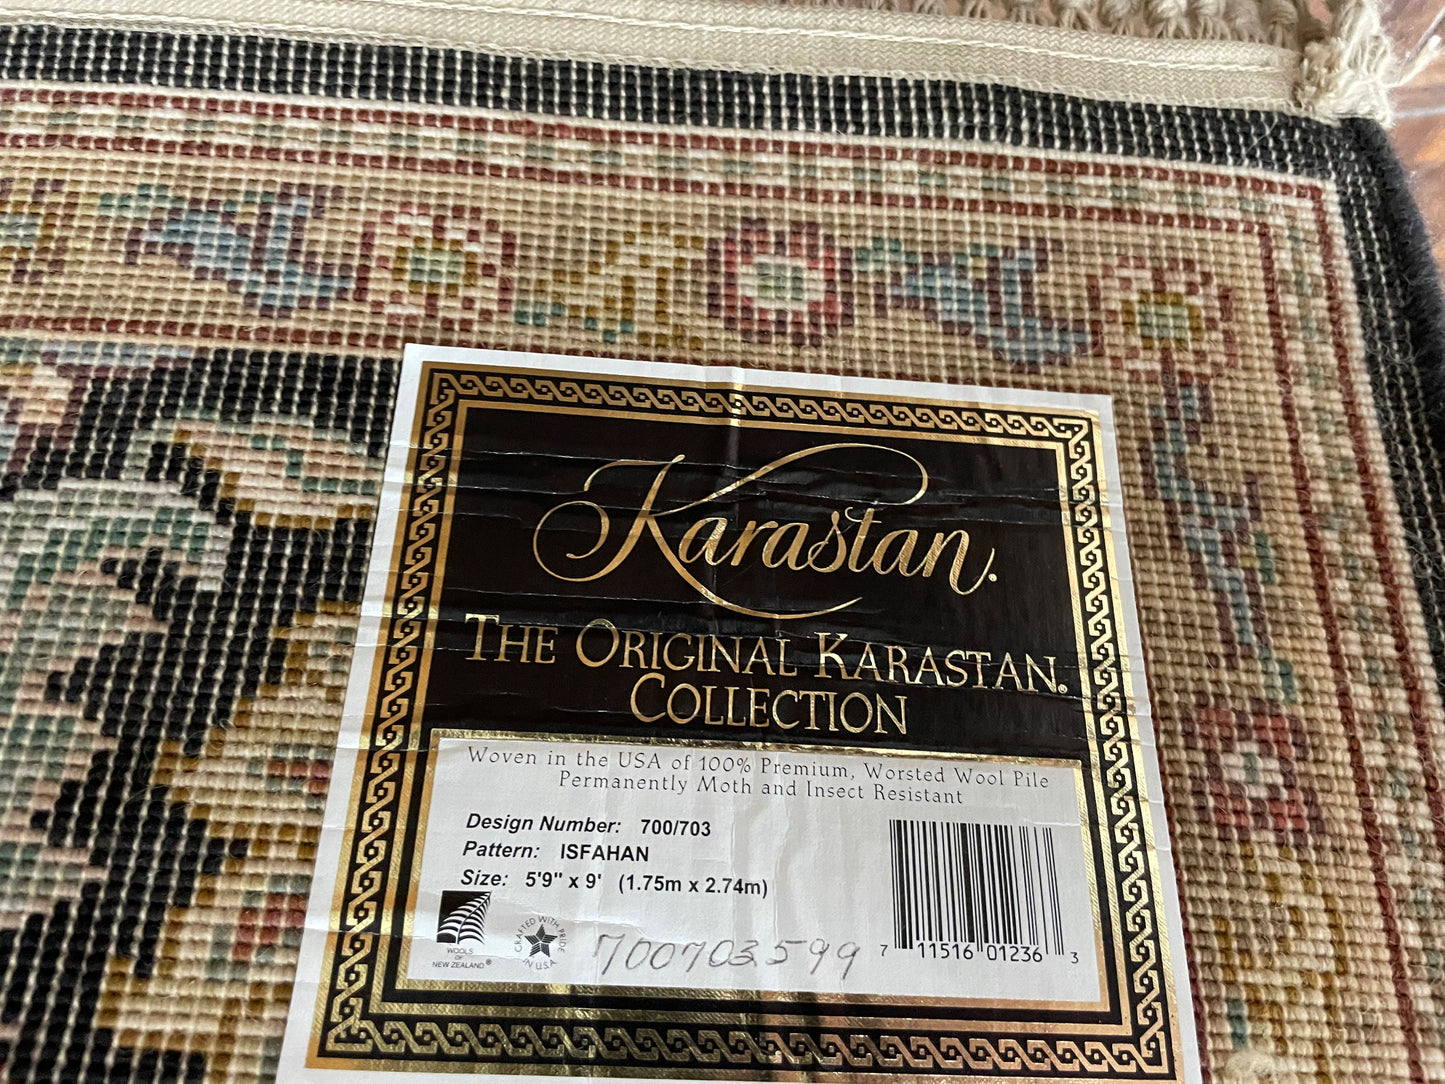 Karastan®
THE ORIGINAL KARASTAN®
COLLECTION
Woven in the USA of 100% Premium, Worsted Wool Pile
Permanently Moth and Insect Resistant
Design Number: 700/703
Pattern: ISFAHAN
Size: 5'9" x 9' (1.75m x 2.74m)
WOOLS
OF
NEW ZEALAND®
CRAFTED WITH PRIDE
IN U.S.A.
700703599
7 11516 01236 3